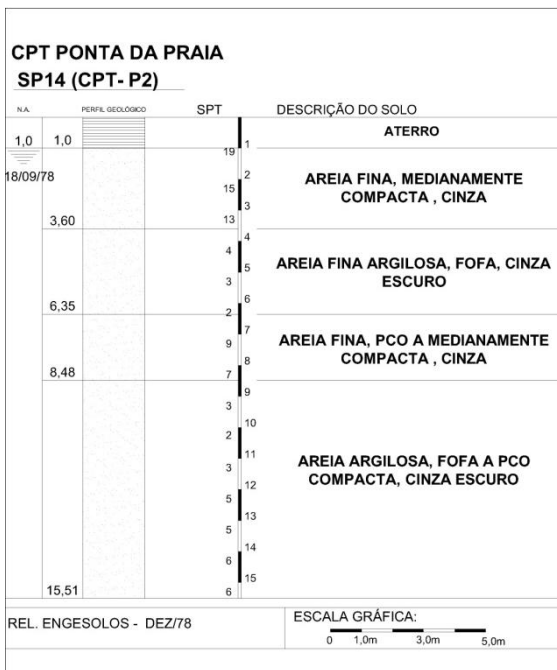 CPT PONTA DA PRAIA
SP14 (CPT- P2)
N.A. PERFIL GEOLÓGICO SPT DESCRIÇÃO DO SOLO
ATERRO
1,0 1,0
1
19
18/09/78
2
15
3
13
AREIA FINA, MEDIANAMENTE
COMPACTA , CINZA
3,60
4
4
5
3
6
AREIA FINA ARGILOSA, FOFA, CINZA
ESCURO
6,35
2
7
9
8
7
AREIA FINA, PCO A MEDIANAMENTE
COMPACTA , CINZA
8,48
9
3
10
2
11
3
12
5
13
5
14
6
15
6
AREIA ARGILOSA, FOFA A PCO
COMPACTA, CINZA ESCURO
15,51
REL. ENGESOLOS - DEZ/78
ESCALA GRÁFICA:
0 1,0m 3,0m 5,0m